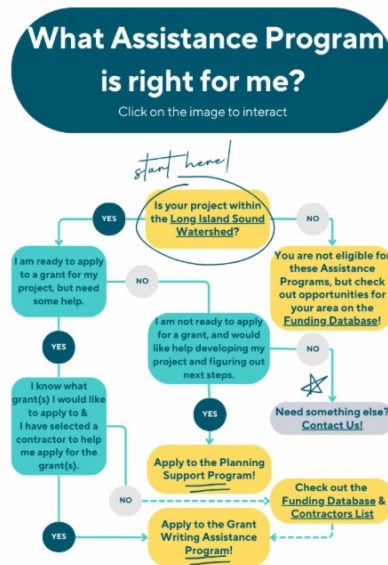 What Assistance Program
is right for me?
Click on the image to interact
start here!
Is your project within
the Long Island Sound
Watershed?
YES
NO
I am ready to apply
to a grant for my
project, but need
some help.
You are not eligible for
these Assistance
Programs, but check
out opportunities for
your area on the
Funding Database!
NO
I am not ready to apply
for a grant, and would
like help developing my
project and figuring out
next steps.
YES
NO
I know what
grant(s) I would like
to apply to &
I have selected a
contractor to help
me apply for the
grant(s).
YES
Need something else?
Contact Us!
Apply to the Planning
Support Program!
NO
Check out the
Funding Database &
Contractors List
YES
Apply to the Grant
Writing Assistance
Program!